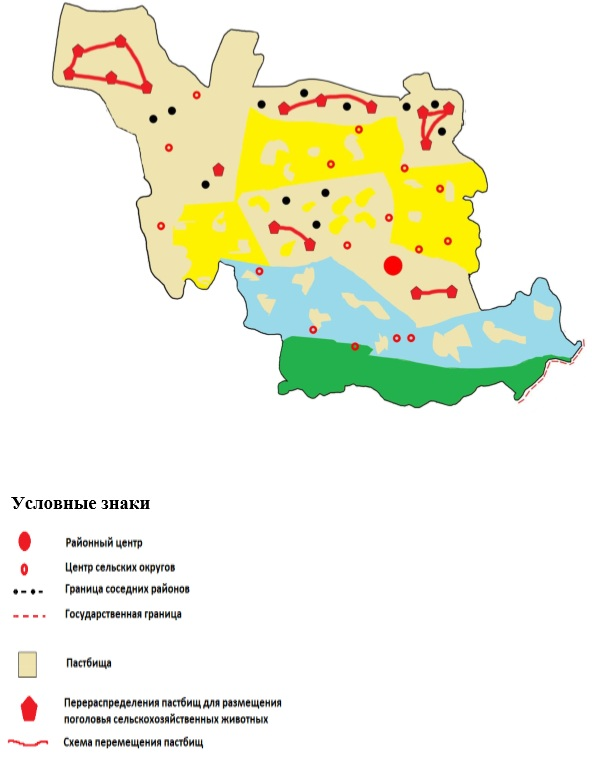 Условные знаки
Районный центр
Центр сельских округов
Граница соседних районов
Государственная граница
Пастбища
Перераспределения пастбищ для размещения
поголовья сельскохозяйственных животных
Схема перемещения пастбищ